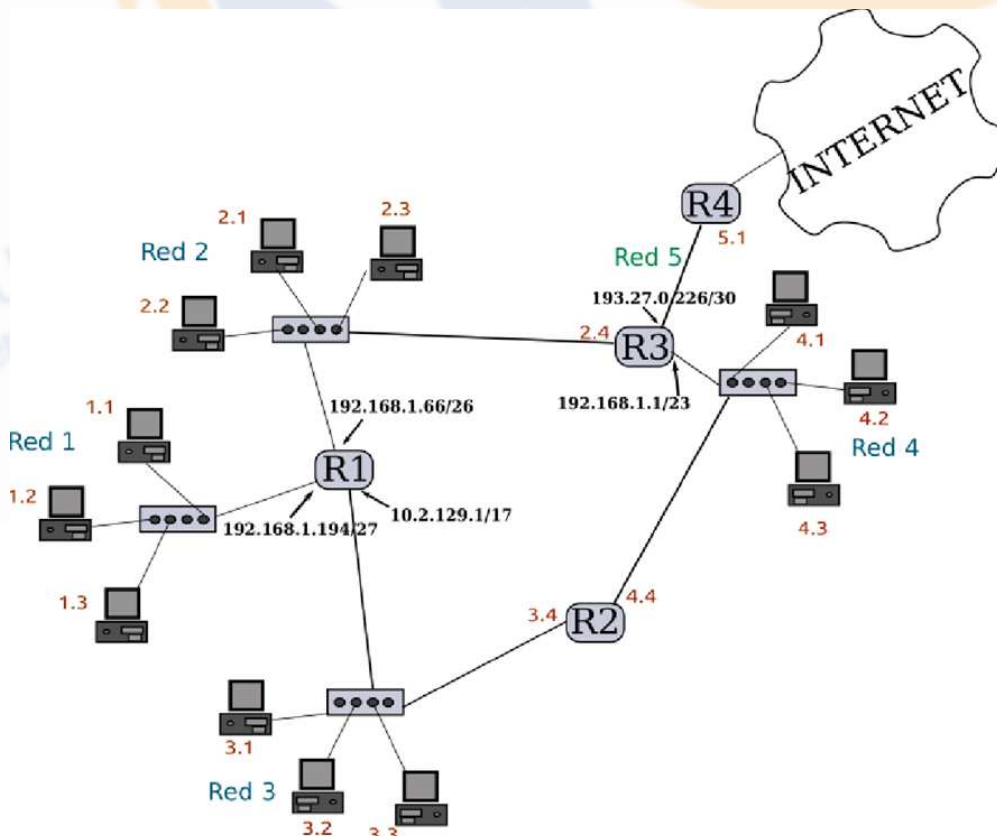 INTERNET
R4
5.1
Red 5
193.27.0.226/30
2.1
2.3
Red 2
2.2
2.4
R3
4.1
192.168.1.1/23
4.2
Red 4
4.3
192.168.1.66/26
1.1
Red 1
R1
1.2
192.168.1.194/27
10.2.129.1/17
1.3
4.4
3.4
R2
3.1
Red 3
3.2
3.3